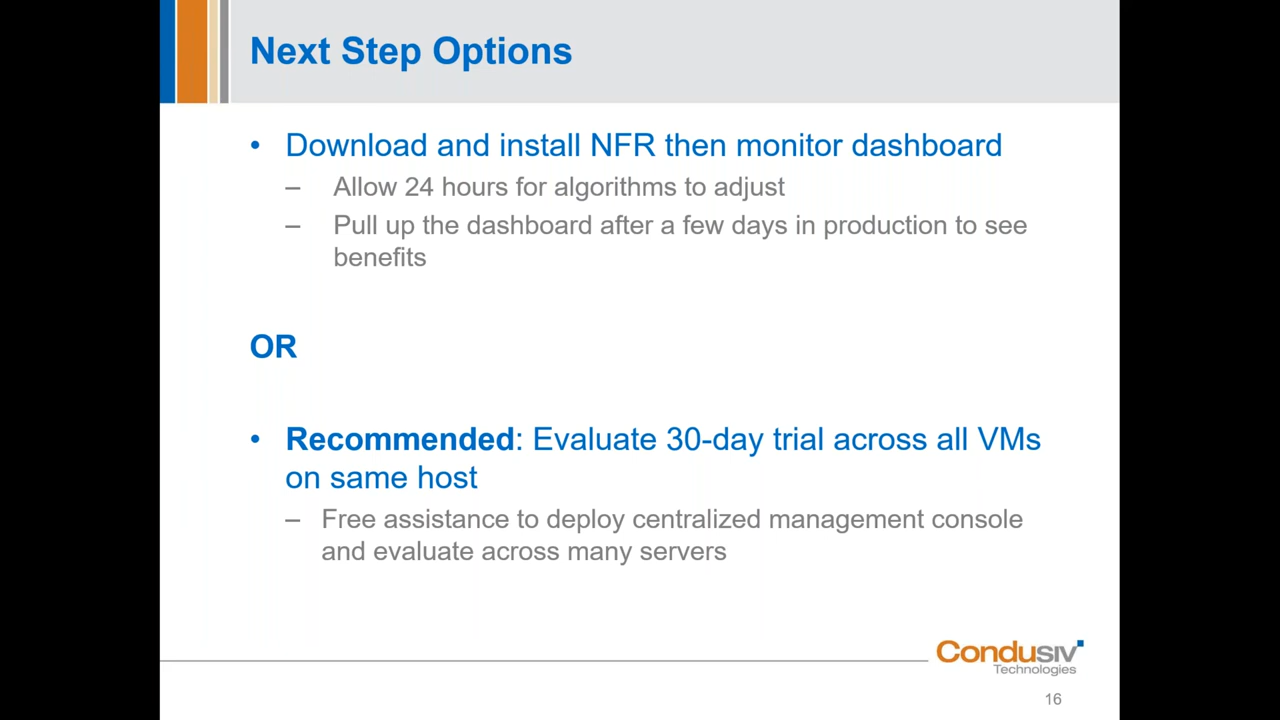 Next Step Options
• Download and install NFR then monitor dashboard
– Allow 24 hours for algorithms to adjust
– Pull up the dashboard after a few days in production to see
benefits
OR
• Recommended: Evaluate 30-day trial across all VMs
on same host
– Free assistance to deploy centralized management console
and evaluate across many servers
Condusiv
Technologies
16